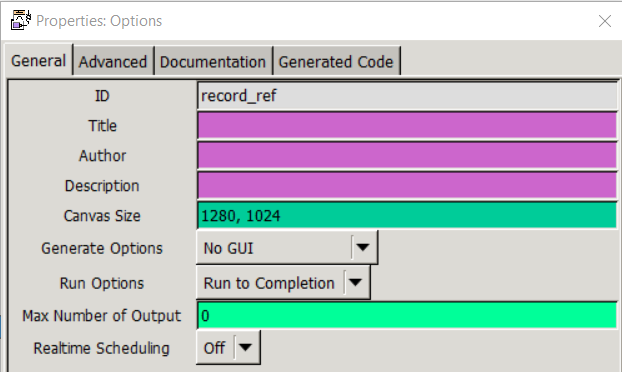 Properties: Options
General Advanced Documentation Generated Code
ID record_ref
Title
Author
Description
Canvas Size 1280, 1024
Generate Options No GUI
Run Options Run to Completion
Max Number of Output 0
Realtime Scheduling Off